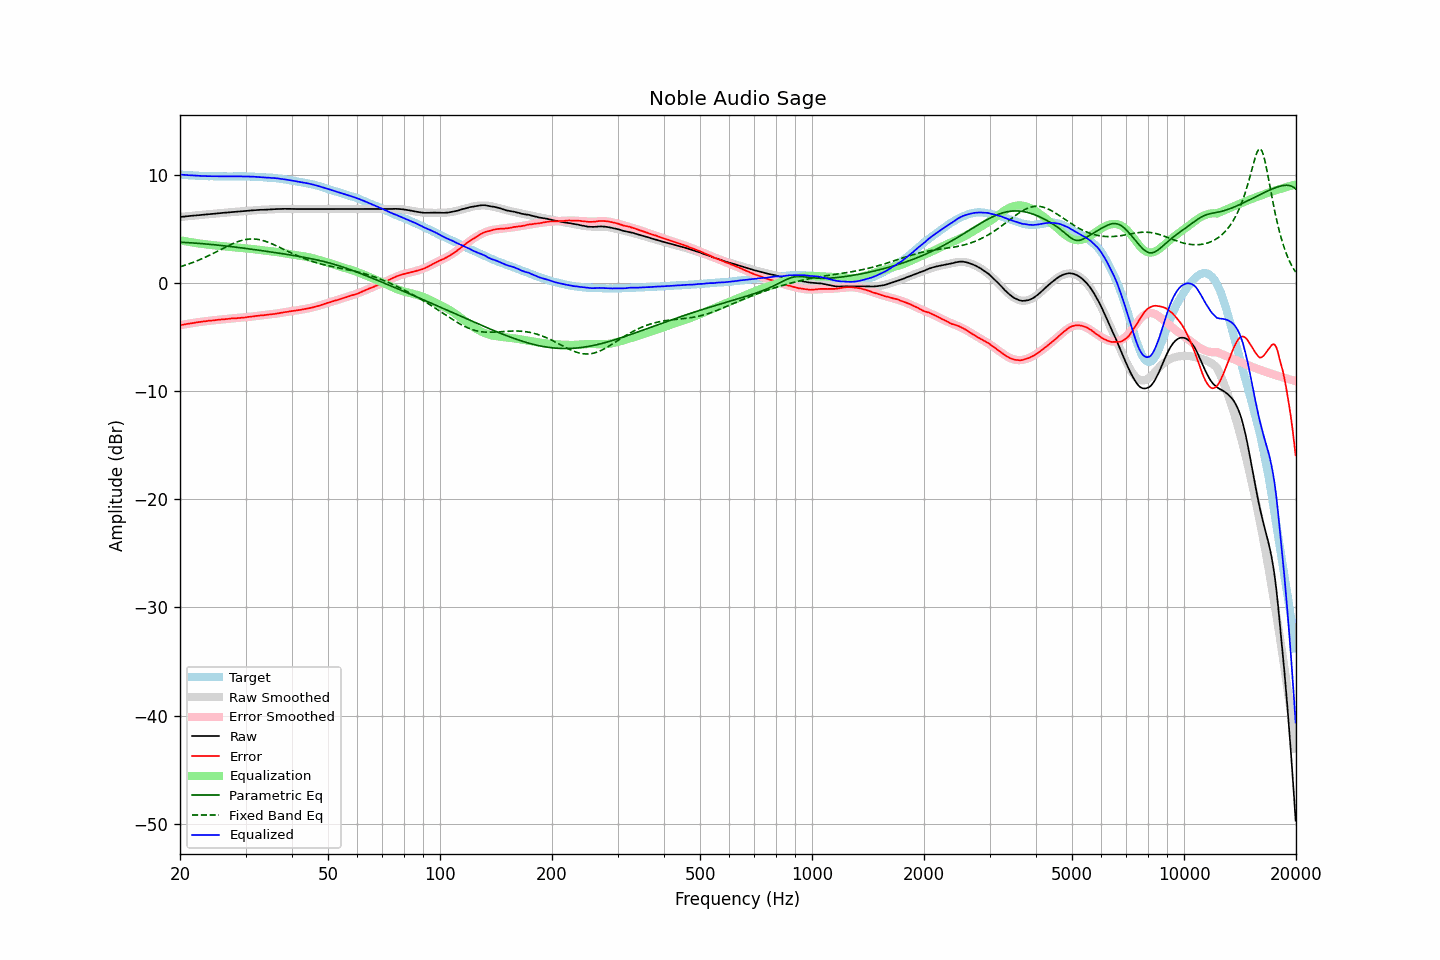 Noble Audio Sage
Amplitude (dBr)
10
0
−10
−20
−30
−40
−50
Target
Raw Smoothed
Error Smoothed
Raw
Error
Equalization
Parametric Eq
Fixed Band Eq
Equalized
20 50 100 200 500 1000 2000 5000 10000 20000
Frequency (Hz)